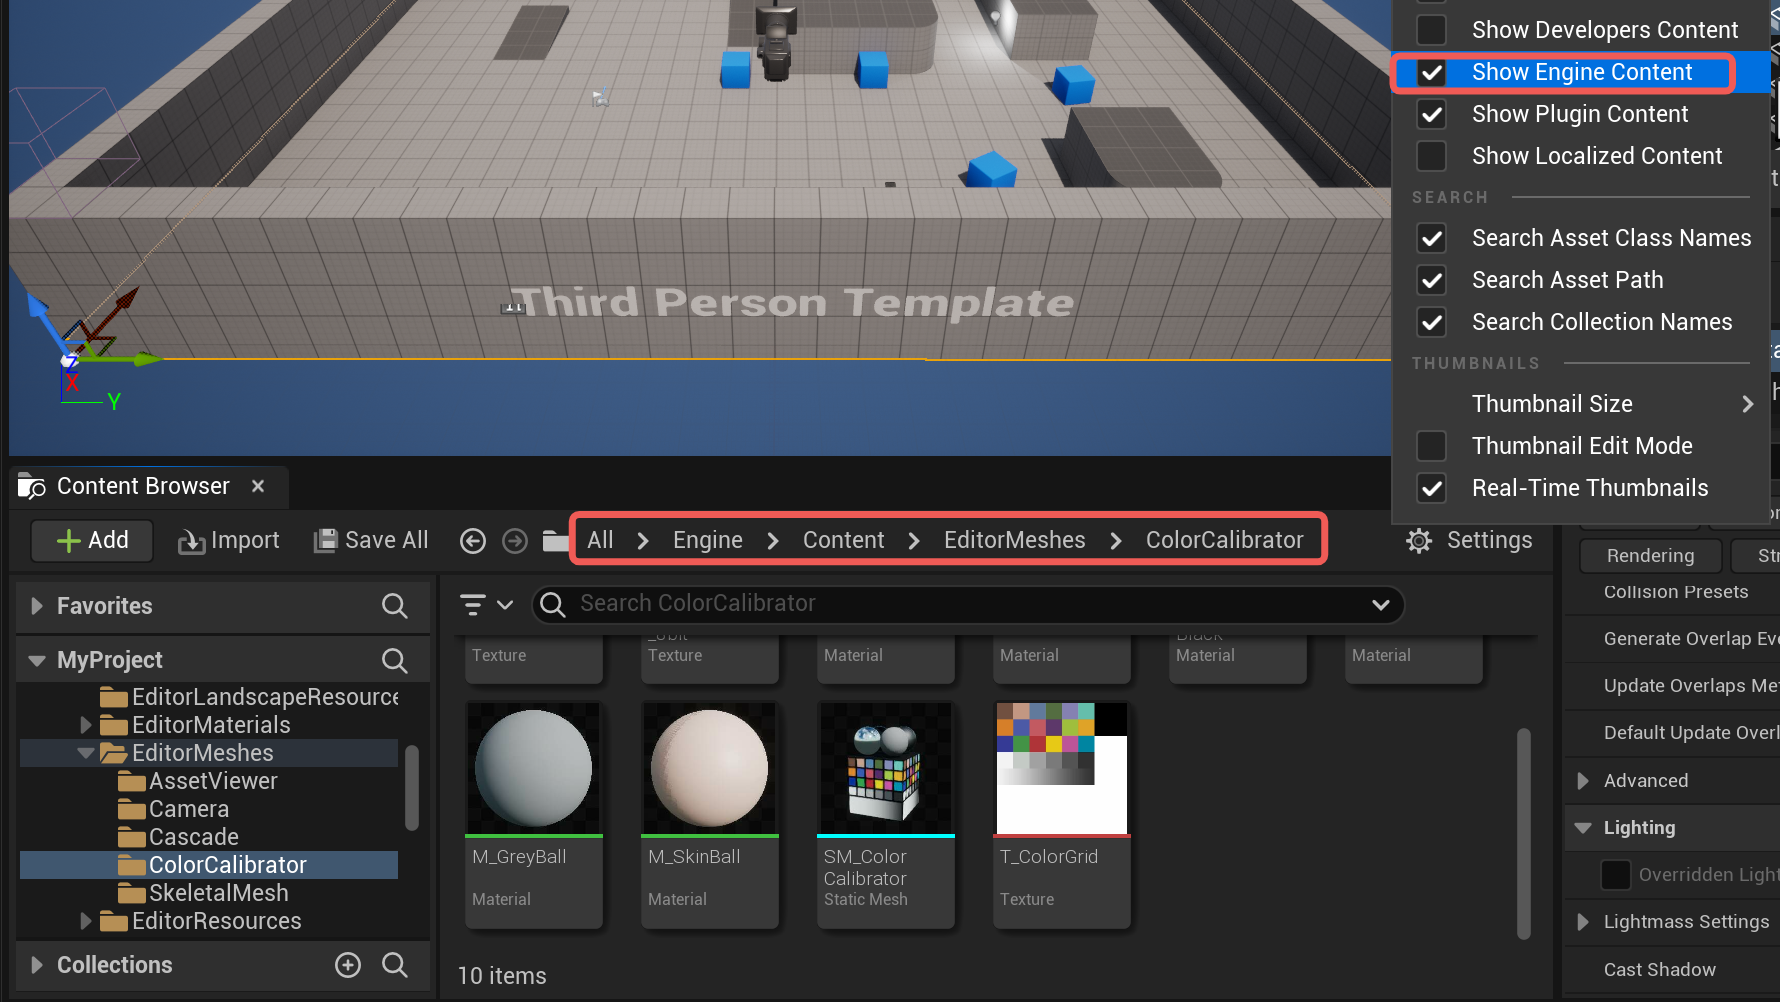 Show Developers Content
Show Engine Content
Show Plugin Content
Show Localized Content
SEARCH
Search Asset Class Names
Search Asset Path
Search Collection Names
THUMBNAILS
Thumbnail Size
Thumbnail Edit Mode
Real-Time Thumbnails
Third Person Template
Z
X
Y
Content Browser
Add
Import
Save All
All
Engine
Content
EditorMeshes
ColorCalibrator
Settings
Favorites
MyProject
EditorLandscapeResource
EditorMaterials
EditorMeshes
AssetViewer
Camera
Cascade
ColorCalibrator
SkeletalMesh
EditorResources
Collections
Search ColorCalibrator
Black
Texture
Texture
Material
Material
Material
Material
M_GreyBall
Material
M_SkinBall
Material
SM_Color
Calibrator
Static Mesh
T_ColorGrid
Texture
10 items
Rendering
Collision Presets
Generate Overlap Eve
Update Overlaps Met
Default Update Overl
Advanced
Lighting
Overridden Light
Lightmass Settings
Cast Shadow